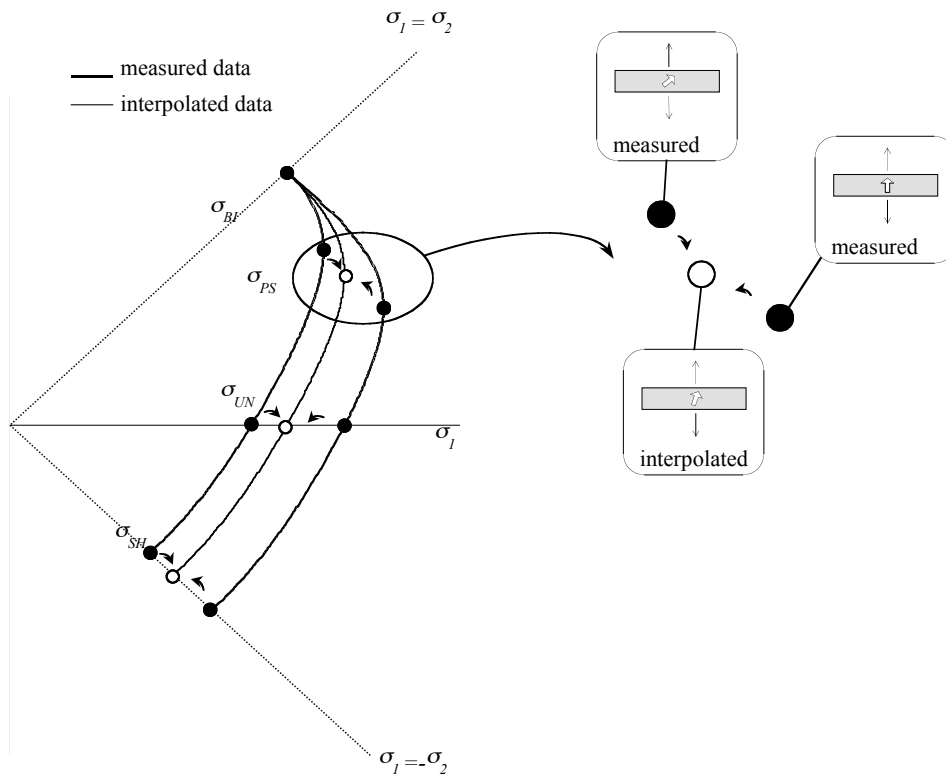 σ1 = σ2
measured data
interpolated data
measured
σBI
measured
σPS
σUN
σ1
interpolated
σSH
σ1 =-σ2